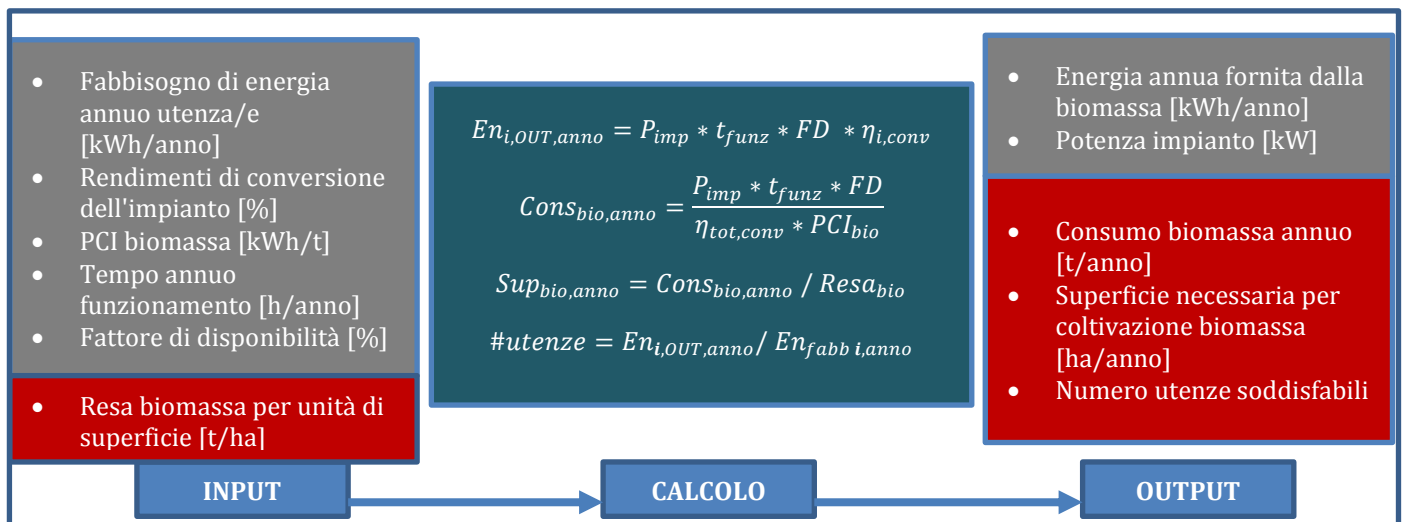 • Fabbisogno di energia
annuo utenza/e
[kWh/anno]
• Rendimenti di conversione
dell'impianto [%]
• PCI biomassa [kWh/t]
• Tempo annuo
funzionamento [h/anno]
• Fattore di disponibilità [%]
• Resa biomassa per unità di
superficie [t/ha]
INPUT
En_{i,OUT,anno} = P_{imp} * t_{funz} * FD * η_{i,conv}
Cons_{bio,anno} = \frac{P_{imp} * t_{funz} * FD}{η_{tot,conv} * PCI_{bio}}
Sup_{bio,anno} = Cons_{bio,anno} / Resa_{bio}
#utenze = En_{i,OUT,anno} / En_{fabb i,anno}
CALCOLO
• Energia annua fornita dalla
biomassa [kWh/anno]
• Potenza impianto [kW]
• Consumo biomassa annuo
[t/anno]
• Superficie necessaria per
coltivazione biomassa
[ha/anno]
• Numero utenze soddisfabili
OUTPUT